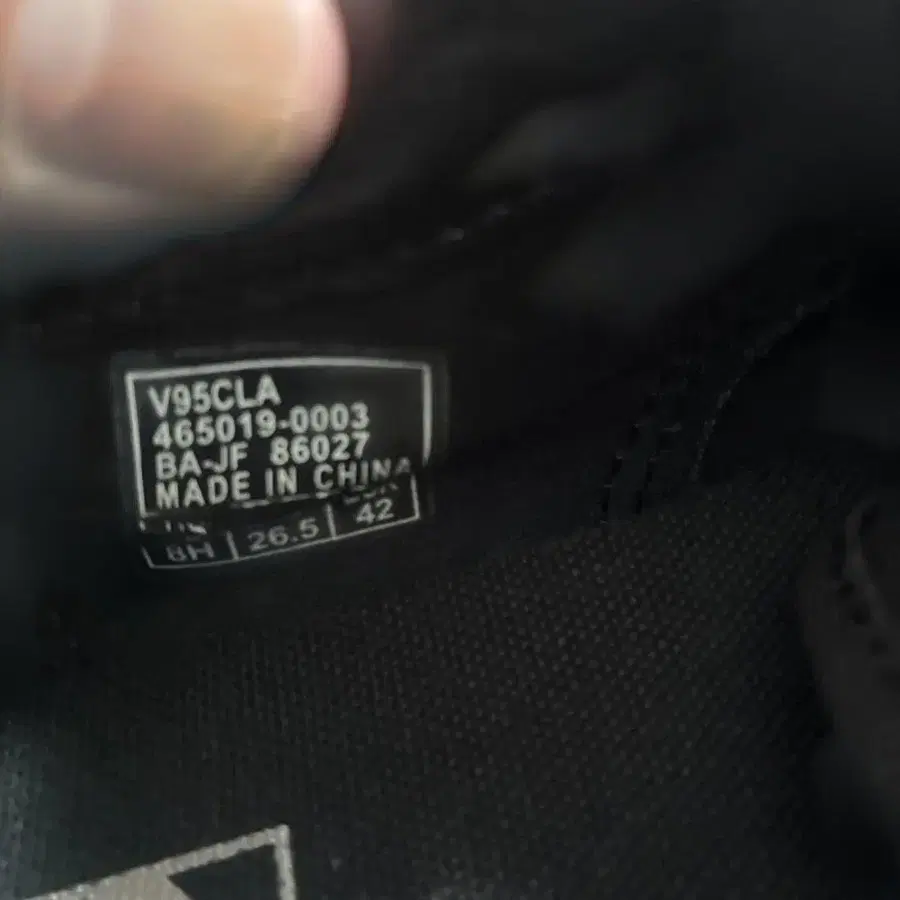 V95CLA
465019-0003
BA-JF 86027
MADE IN CHINA
8H 26.5 42